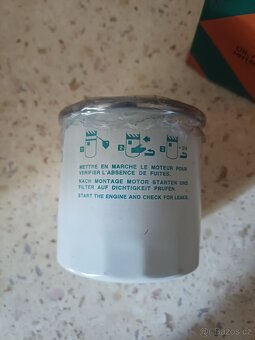 METTRE EN MARCHE LE MOTEUR POUR
VERIFIER L'ABSENCE DE FUITES.
NACH MONTAGE MOTOR STARTEN UND
FILTER AUF DICHTIGKEIT PRUFEN.
START THE ENGINE AND CHECK FOR LEAKS.